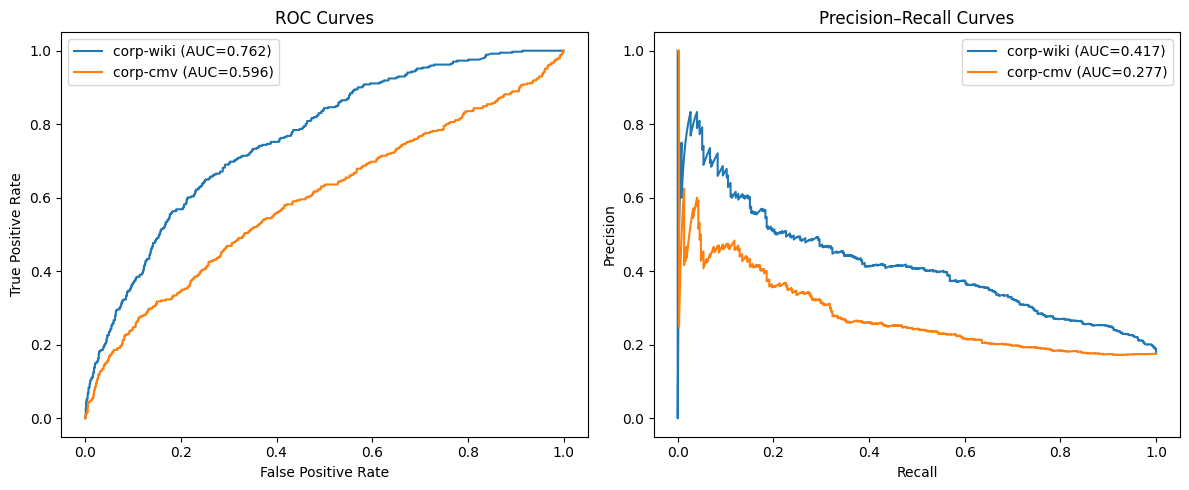 ROC Curves
corp-wiki (AUC=0.762)
corp-cmv (AUC=0.596)
1.0
0.8
0.6
0.4
0.2
0.0
True Positive Rate
0.0 0.2 0.4 0.6 0.8 1.0
False Positive Rate
Precision–Recall Curves
corp-wiki (AUC=0.417)
corp-cmv (AUC=0.277)
1.0
0.8
0.6
0.4
0.2
0.0
Precision
0.0 0.2 0.4 0.6 0.8 1.0
Recall